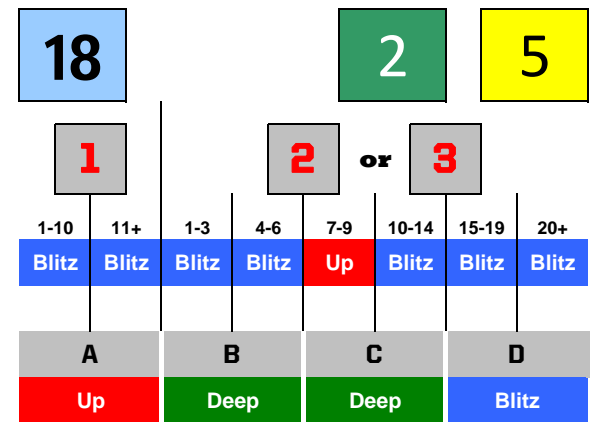 18 2 5
1 2 or 3
1-10 11+ 1-3 4-6 7-9 10-14 15-19 20+
Blitz Blitz Blitz Blitz Up Blitz Blitz Blitz
A B C D
Up Deep Deep Blitz